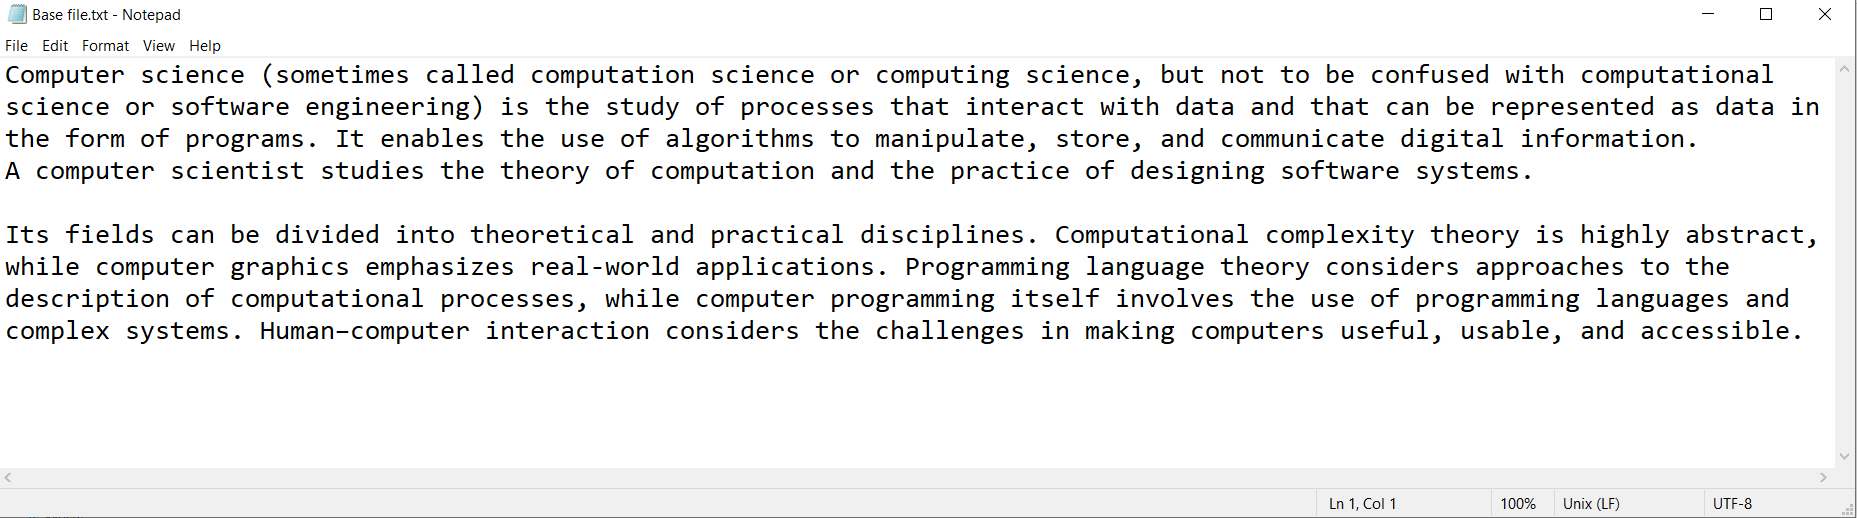 Base file.txt - Notepad
File Edit Format View Help
Computer science (sometimes called computation science or computing science, but not to be confused with computational
science or software engineering) is the study of processes that interact with data and that can be represented as data in
the form of programs. It enables the use of algorithms to manipulate, store, and communicate digital information.
A computer scientist studies the theory of computation and the practice of designing software systems.
Its fields can be divided into theoretical and practical disciplines. Computational complexity theory is highly abstract,
while computer graphics emphasizes real-world applications. Programming language theory considers approaches to the
description of computational processes, while computer programming itself involves the use of programming languages and
complex systems. Human–computer interaction considers the challenges in making computers useful, usable, and accessible.
Ln 1, Col 1 100% Unix (LF) UTF-8